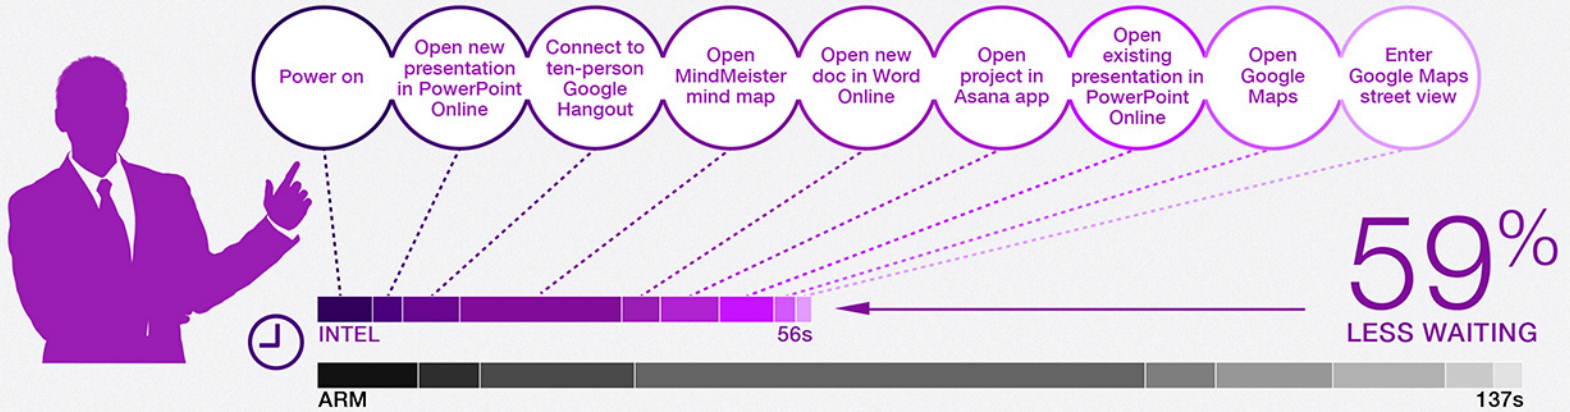 Power on
Open new
presentation
in PowerPoint
Online
Connect to
ten-person
Google
Hangout
Open
MindMeister
mind map
Open new
doc in Word
Online
Open
project in
Asana app
Open
existing
presentation in
PowerPoint
Online
Open
Google
Maps
Enter
Google Maps
street view
59%
LESS WAITING
INTEL
56s
ARM
137s